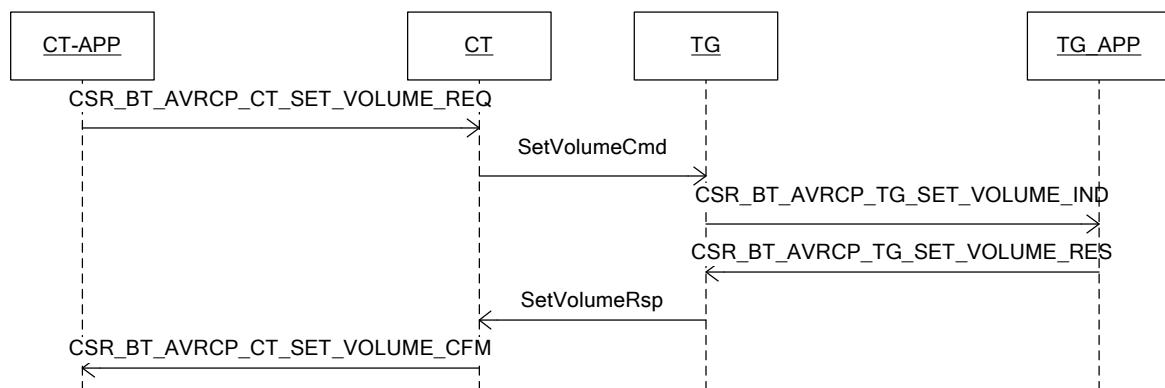 CT-APP
CT
TG
TG_APP
CSR_BT_AVRCP_CT_SET_VOLUME_REQ
SetVolumeCmd
CSR_BT_AVRCP_TG_SET_VOLUME_IND
CSR_BT_AVRCP_TG_SET_VOLUME_RES
SetVolumeRsp
CSR_BT_AVRCP_CT_SET_VOLUME_CFM